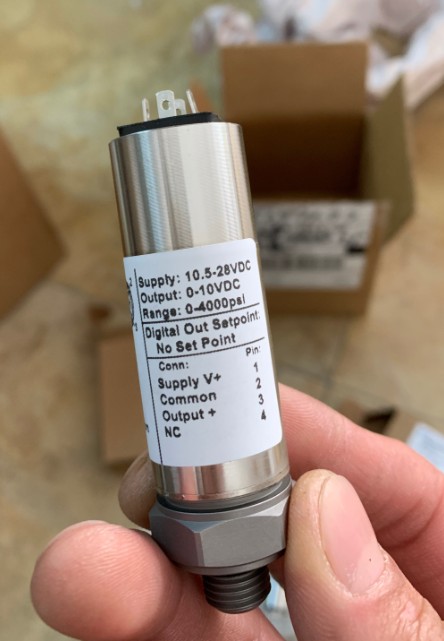 Supply: 10.5-28VDC
Output: 0-10VDC
Range: 0-4000psi
Digital Out Setpoint:
No Set Point
Conn: Pin:
Supply V+ 1
Common 2
Output + 3
NC 4